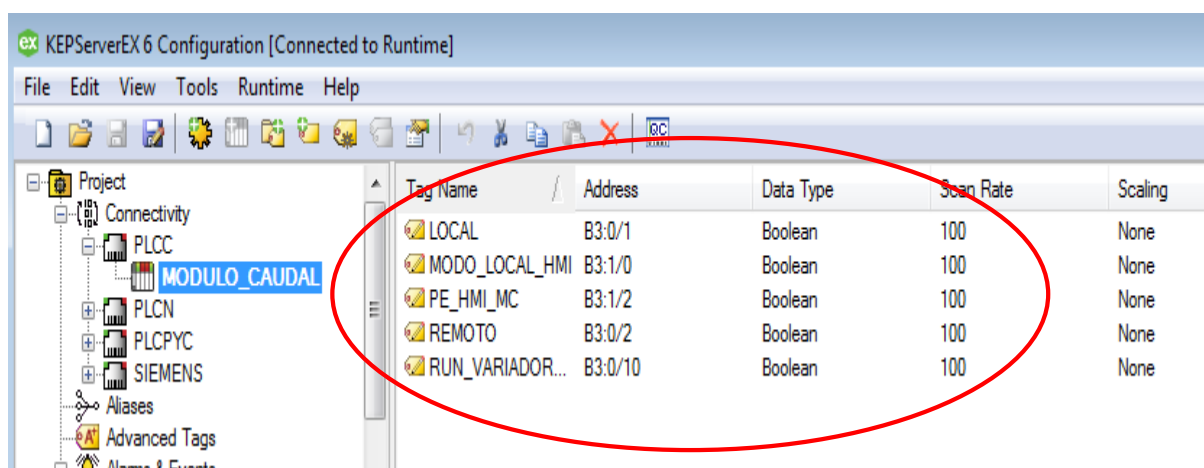 KEPServerEX 6 Configuration [Connected to Runtime]
File Edit View Tools Runtime Help
QC
Project
Connectivity
PLCC
MODULO_CAUDAL
PLCN
PLCPYC
SIEMENS
Aliases
Advanced Tags
Alarms & Events
Tag Name Address Data Type Scan Rate Scaling
LOCAL B3:0/1 Boolean 100 None
MODO_LOCAL_HMI B3:1/0 Boolean 100 None
PE_HMI_MC B3:1/2 Boolean 100 None
REMOTO B3:0/2 Boolean 100 None
RUN_VARIADOR... B3:0/10 Boolean 100 None